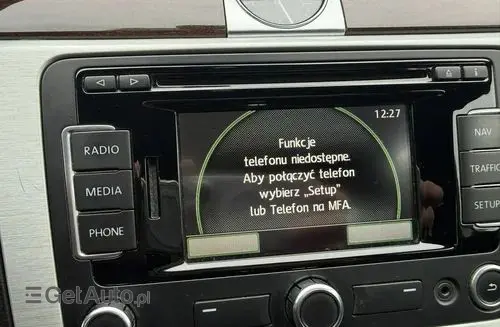 12:27
Funkcje
telefonu niedostępne.
Aby połączyć telefon
wybierz „Setup"
lub Telefon na MFA.
RADIO
MEDIA
PHONE
NAV
TRAFFIC
SETUP
GetAuto.pl